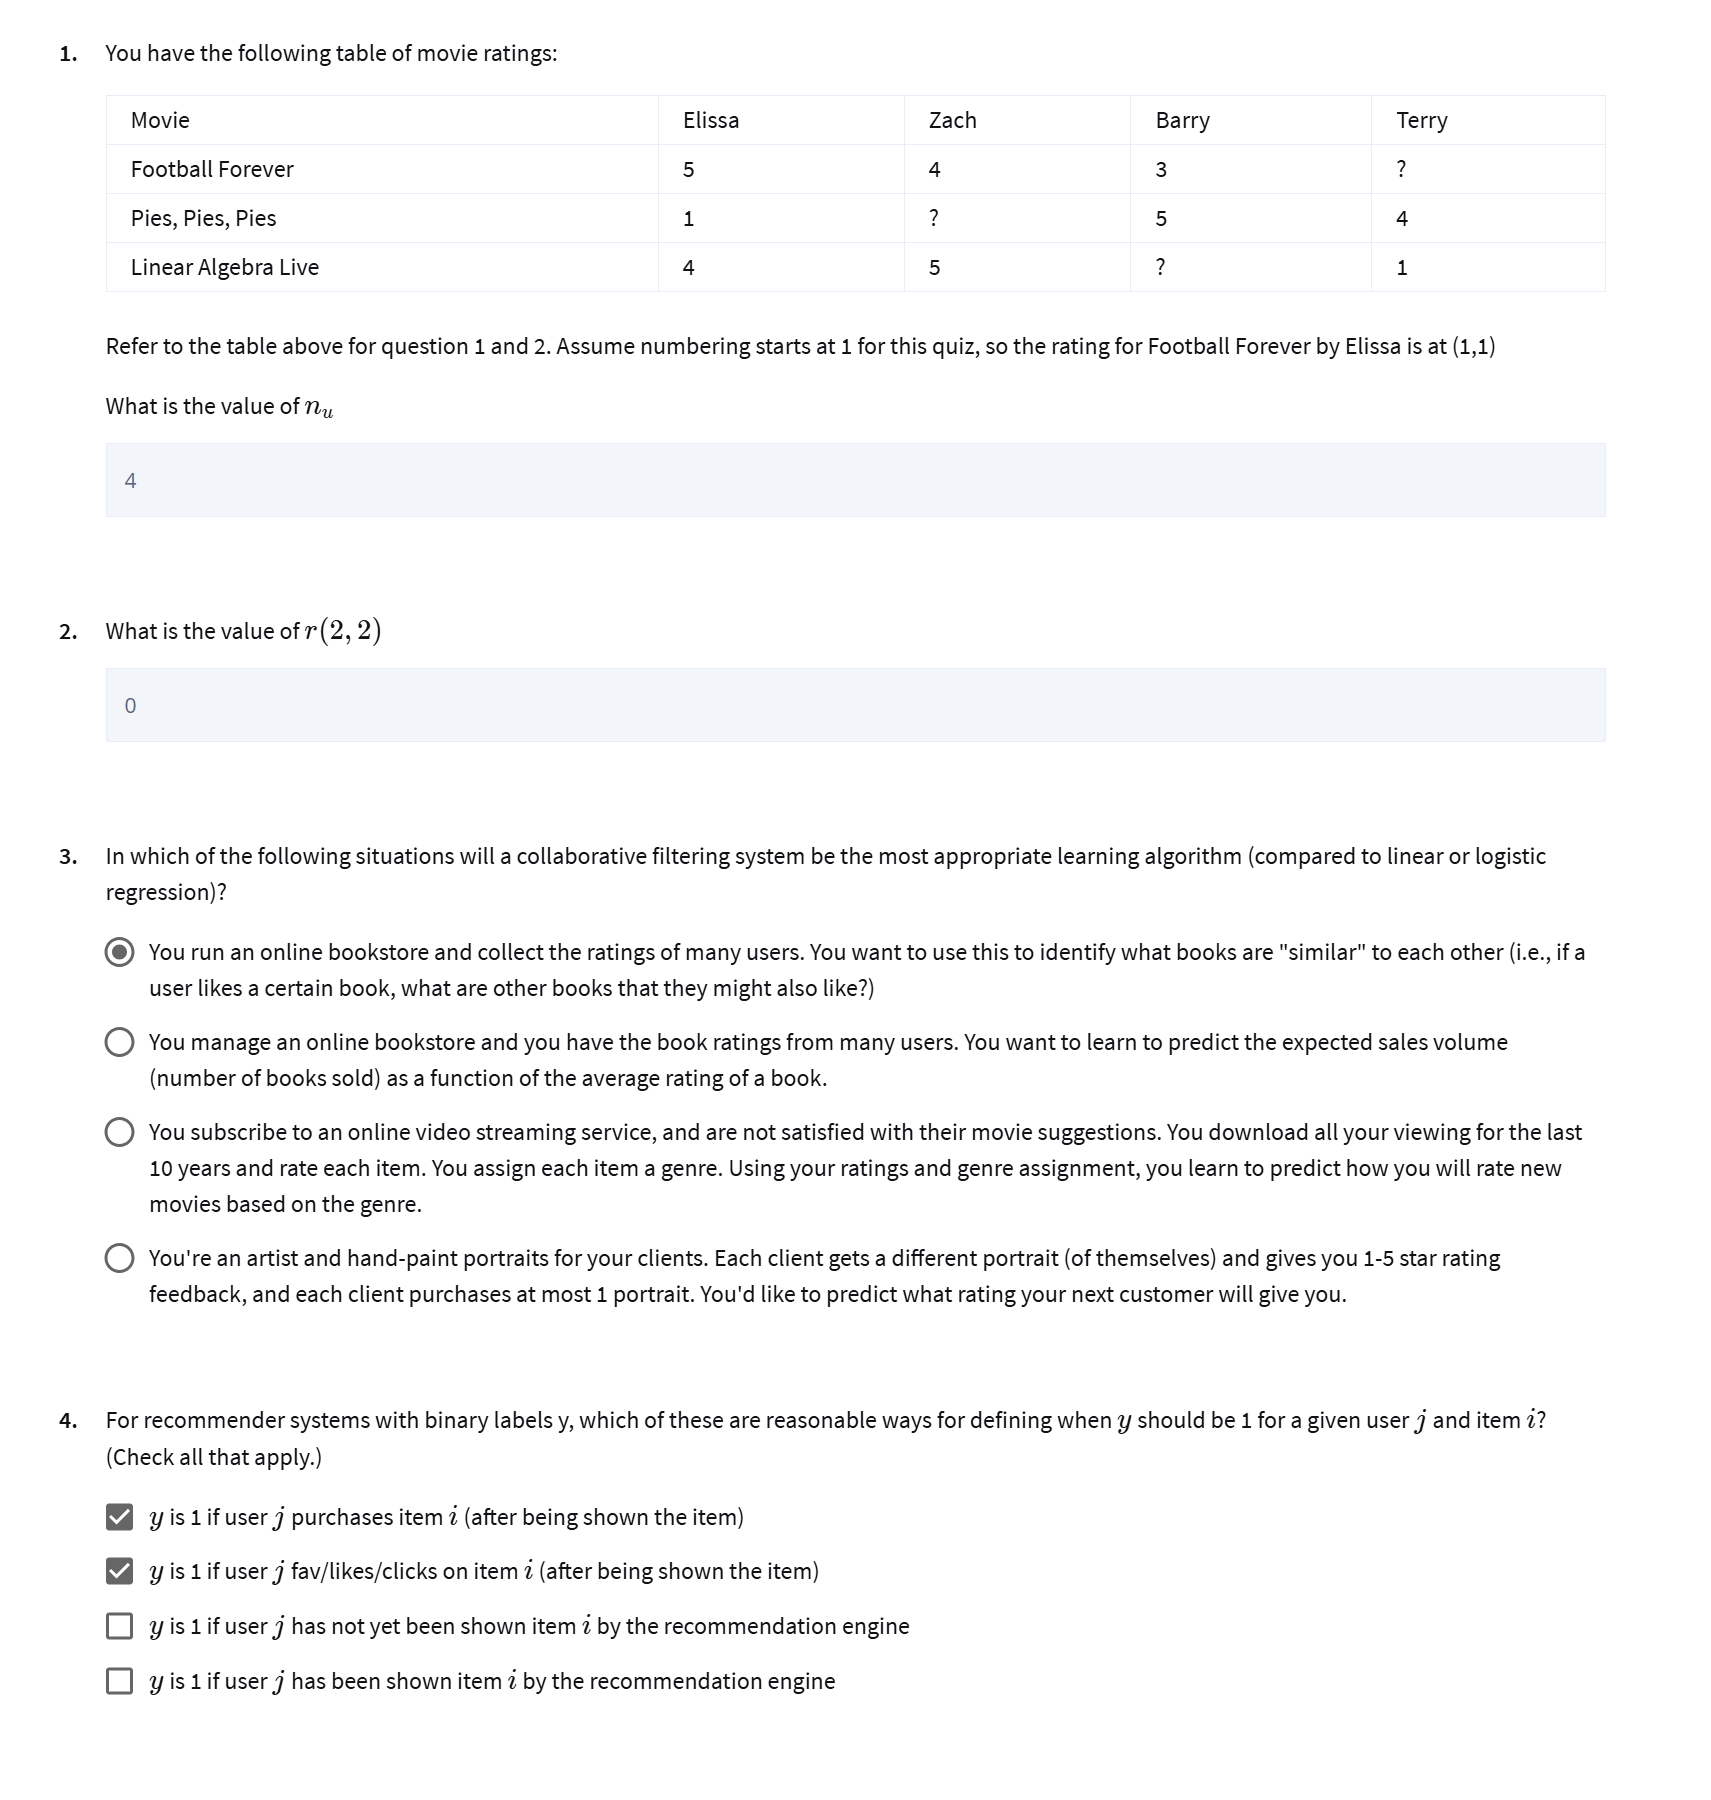 1. You have the following table of movie ratings:
Movie Elissa Zach Barry Terry
Football Forever 5 4 3 ?
Pies, Pies, Pies 1 ? 5 4
Linear Algebra Live 4 5 ? 1
Refer to the table above for question 1 and 2. Assume numbering starts at 1 for this quiz, so the rating for Football Forever by Elissa is at (1,1)
What is the value of n_u
4
2. What is the value of r(2, 2)
0
3. In which of the following situations will a collaborative filtering system be the most appropriate learning algorithm (compared to linear or logistic
regression)?
You run an online bookstore and collect the ratings of many users. You want to use this to identify what books are "similar" to each other (i.e., if a
user likes a certain book, what are other books that they might also like?)
You manage an online bookstore and you have the book ratings from many users. You want to learn to predict the expected sales volume
(number of books sold) as a function of the average rating of a book.
You subscribe to an online video streaming service, and are not satisfied with their movie suggestions. You download all your viewing for the last
10 years and rate each item. You assign each item a genre. Using your ratings and genre assignment, you learn to predict how you will rate new
movies based on the genre.
You're an artist and hand-paint portraits for your clients. Each client gets a different portrait (of themselves) and gives you 1-5 star rating
feedback, and each client purchases at most 1 portrait. You'd like to predict what rating your next customer will give you.
4. For recommender systems with binary labels y, which of these are reasonable ways for defining when y should be 1 for a given user j and item i?
(Check all that apply.)
y is 1 if user j purchases item i (after being shown the item)
y is 1 if user j fav/likes/clicks on item i (after being shown the item)
y is 1 if user j has not yet been shown item i by the recommendation engine
y is 1 if user j has been shown item i by the recommendation engine